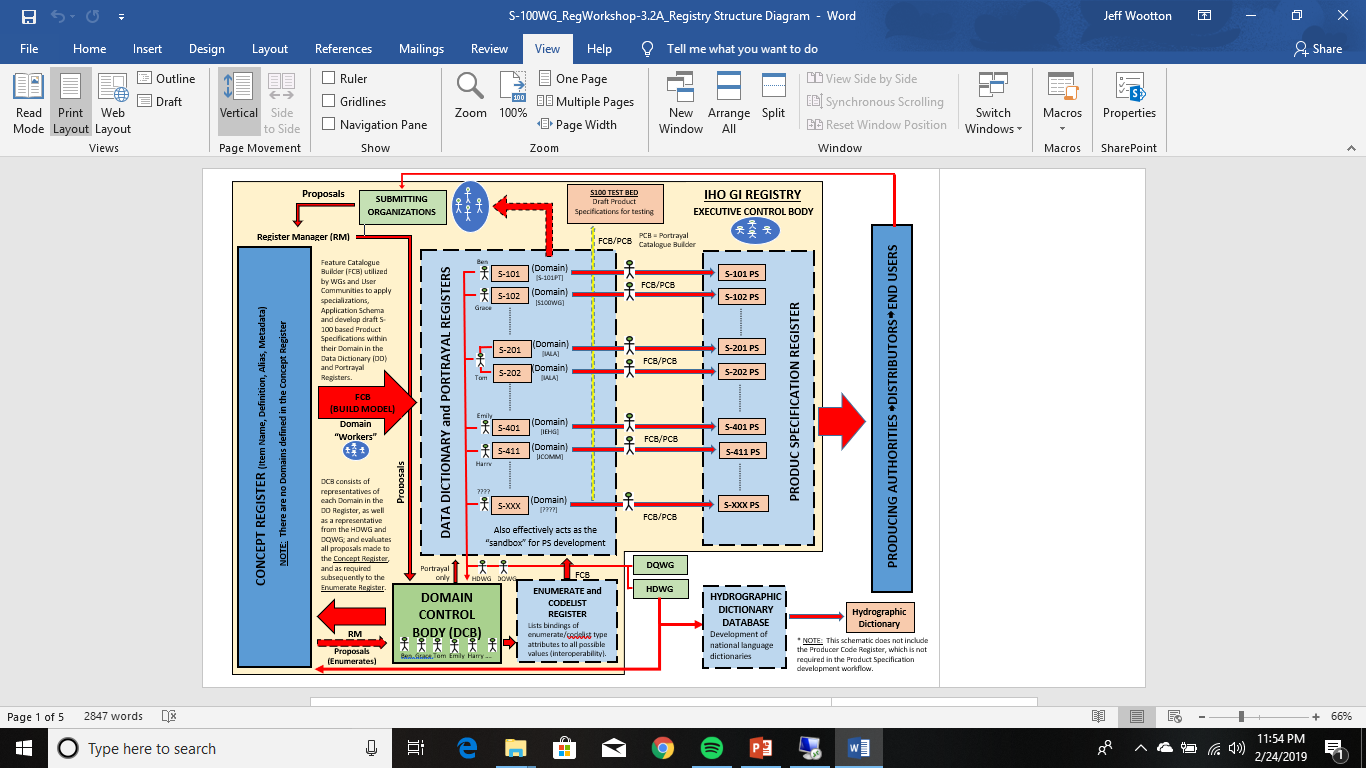 S-100WG_RegWorkshop-3.2A_Registry Structure Diagram - Word
Jeff Wootton
File Home Insert Design Layout References Mailings Review View Help Tell me what you want to do Share
Read Mode
Print Layout
Web Layout
Outline
Draft
Views
Vertical
Side to Side
Page Movement
Ruler
Gridlines
Navigation Pane
Show
Zoom
100%
One Page
Multiple Pages
Page Width
Zoom
New Window
Arrange All
Split
View Side by Side
Synchronous Scrolling
Reset Window Position
Switch Windows
Window
Macros
Macros
Properties
SharePoint
Proposals
SUBMITTING
ORGANIZATIONS
S100 TEST BED
Draft Product
Specifications for testing
IHO GI REGISTRY
EXECUTIVE CONTROL BODY
Register Manager (RM)
FCB/PCB
PCB = Portrayal
Catalogue Builder
CONCEPT REGISTER (Item Name, Definition, Alias, Metadata)
NOTE: There are no Domains defined in the Concept Register
Feature Catalogue
Builder (FCB) utilized
by WGs and User
Communities to apply
specializations,
Application Schema
and develop draft S-
100 based Product
Specifications within
their Domain in the
Data Dictionary (DD)
and Portrayal
Registers.
FCB
(BUILD MODEL)
Domain
"Workers"
DCB consists of
representatives of
each Domain in the
DD Register, as well
as a representative
from the HDWG and
DQWG; and evaluates
all proposals made to
the Concept Register,
and as required
subsequently to the
Enumerate Register.
Proposals
DATA DICTIONARY and PORTRAYAL REGISTERS
Ben
S-101
(Domain)
[S-101PT]
S-101 PS
FCB/PCB
S-102
(Domain)
[S100WG]
Grace
S-102 PS
S-201
(Domain)
[IALA]
S-201 PS
FCB/PCB
S-202
(Domain)
[IALA]
Tom
S-202 PS
Emily
S-401
(Domain)
[IEHG]
S-401 PS
FCB/PCB
S-411
(Domain)
[JCOMM]
Harry
S-411 PS
????
S-XXX
(Domain)
[????]
S-XXX PS
FCB/PCB
Also effectively acts as the
"sandbox" for PS development
PRODUC SPECIFICATION REGISTER
PRODUCING AUTHORITIES DISTRIBUTORS END USERS
Portrayal
only
HDWG DQWG
FCB
DQWG
HDWG
DOMAIN
CONTROL
BODY (DCB)
Ben Grace Tom Emily Harry ...
RM
Proposals
(Enumerates)
ENUMERATE and
CODELIST
REGISTER
Lists bindings of
enumerate/codelist type
attributes to all possible
values (interoperability).
HYDROGRAPHIC
DICTIONARY
DATABASE
Development of
national language
dictionaries
Hydrographic
Dictionary
* NOTE: This schematic does not include
the Producer Code Register, which is not
required in the Product Specification
development workflow.
Page 1 of 5 2847 words
66%
Type here to search
11:54 PM
2/24/2019
1